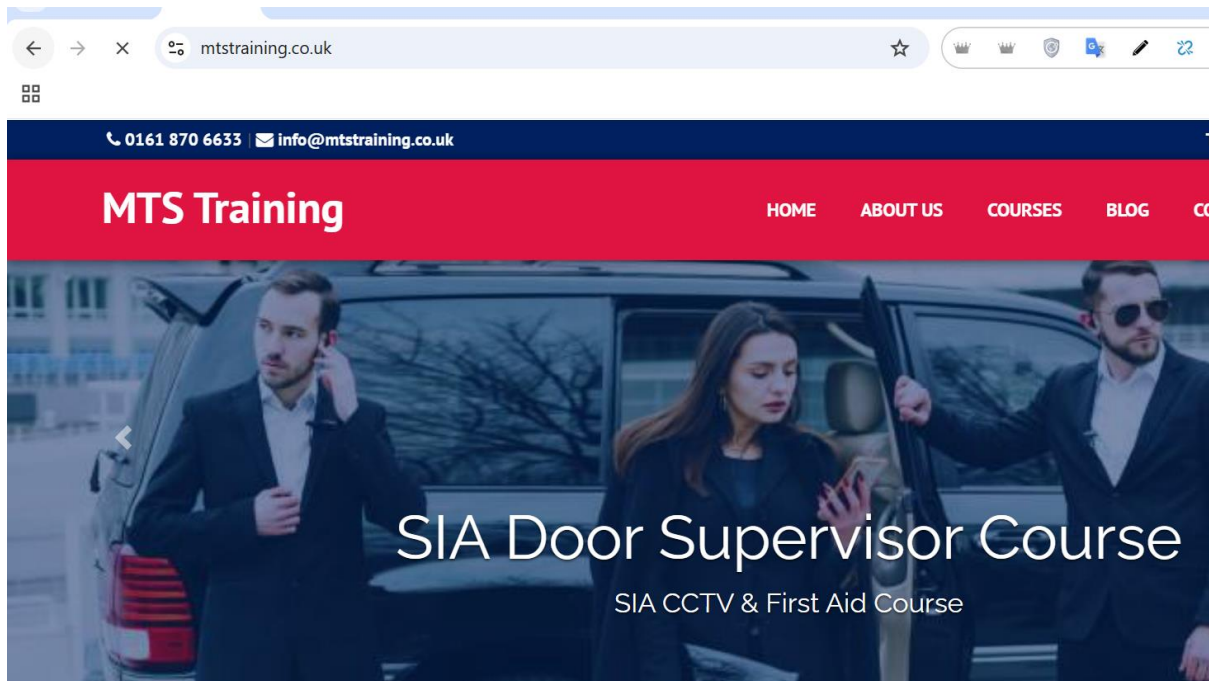 mtstraining.co.uk
0161 870 6633 | info@mtstraining.co.uk
MTS Training
HOME ABOUT US COURSES BLOG
SIA Door Supervisor Course
SIA CCTV & First Aid Course